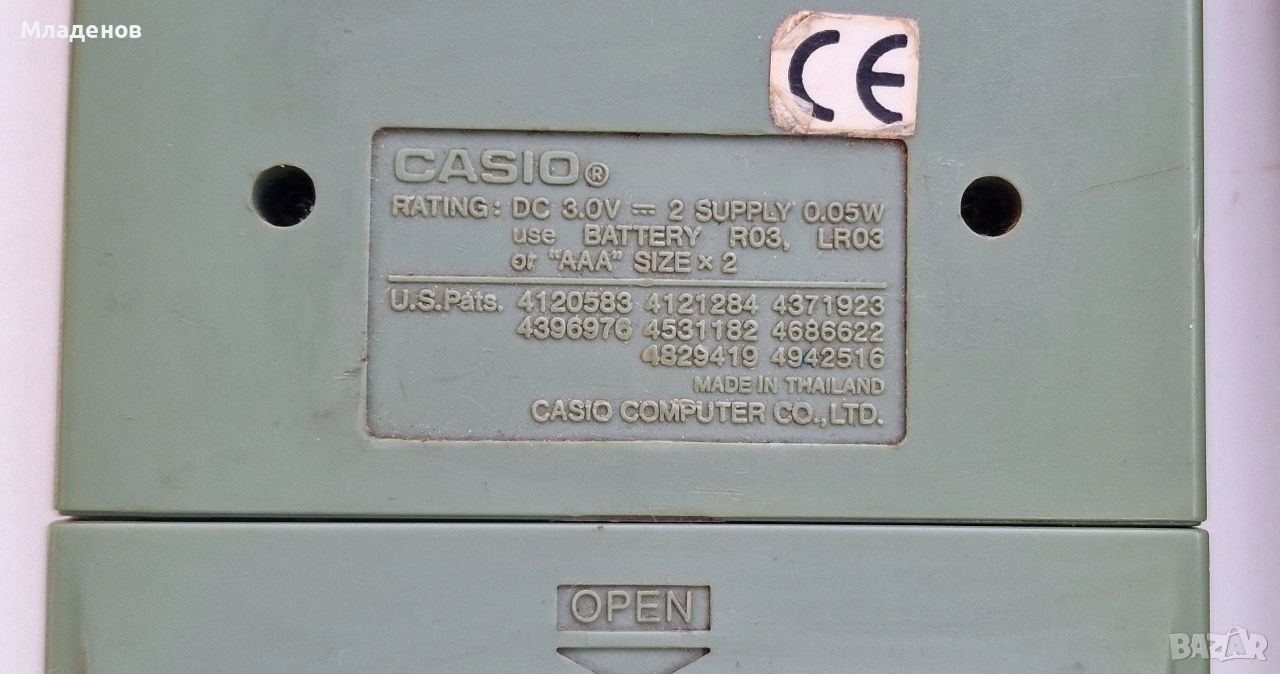 Младенов
CE
CASIO®
RATING: DC 3.0V ⎓ 2 SUPPLY 0.05W
use BATTERY R03, LR03
or "AAA" SIZE × 2
U.S.Pats. 4120583 4121284 4371923
4396976 4531182 4686622
4829419 4942516
MADE IN THAILAND
CASIO COMPUTER CO.,LTD.
OPEN
BAZAR